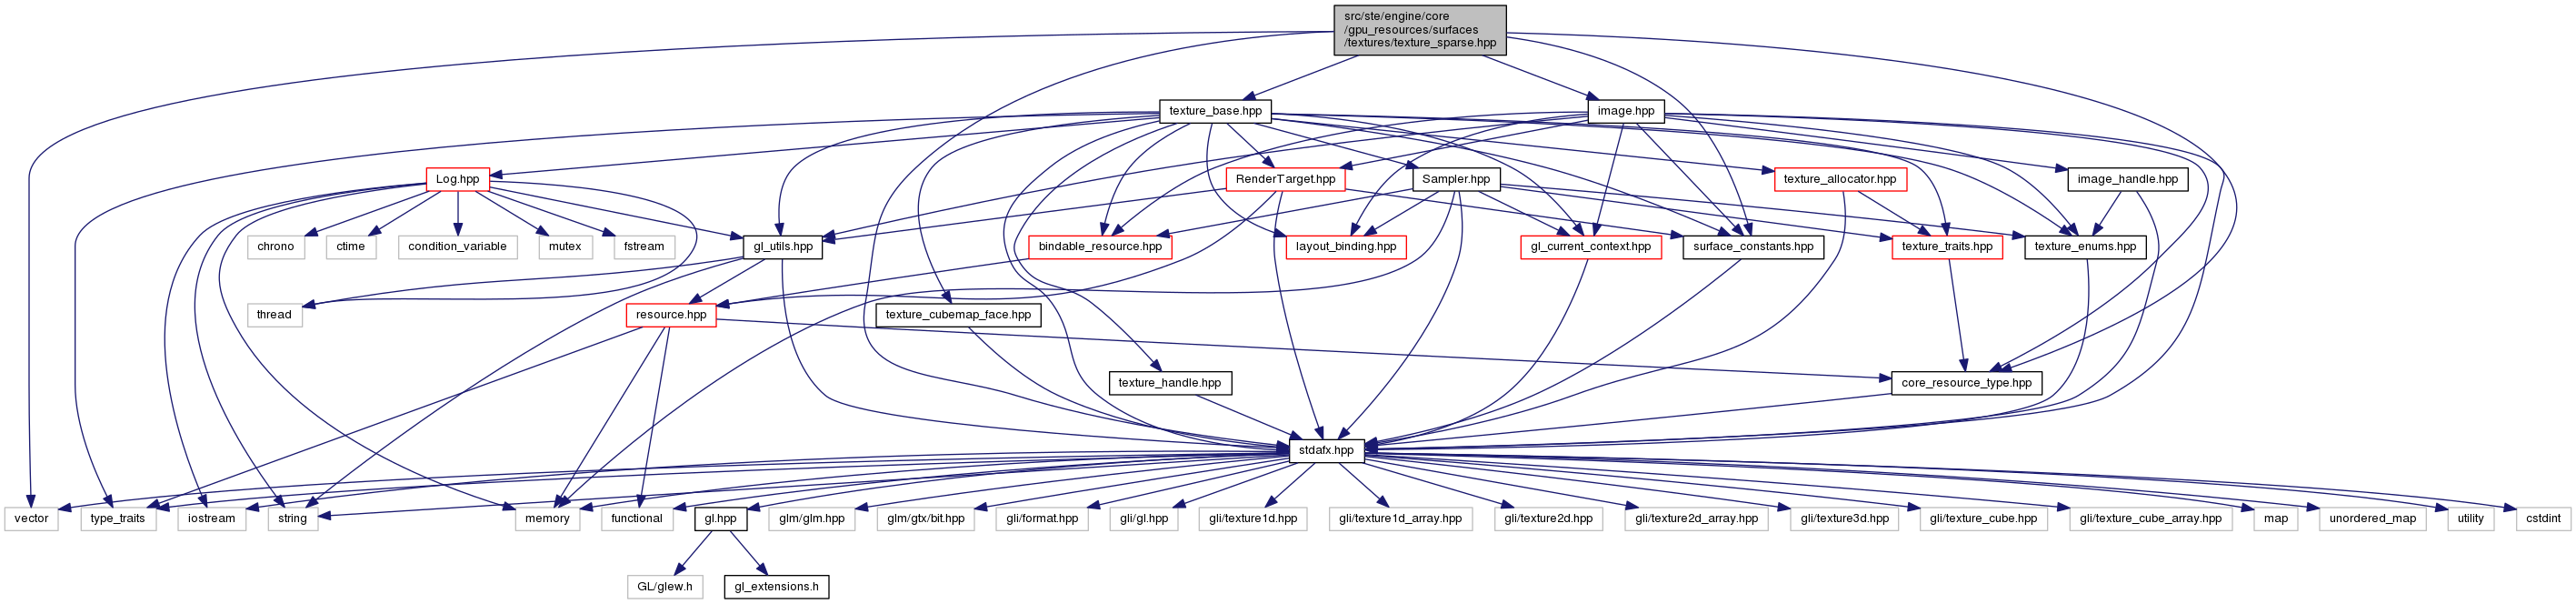 src/ste/engine/core
/gpu_resources/surfaces
/textures/texture_sparse.hpp
texture_base.hpp
image.hpp
Log.hpp
RenderTarget.hpp
Sampler.hpp
texture_allocator.hpp
image_handle.hpp
chrono
ctime
condition_variable
mutex
fstream
gl_utils.hpp
bindable_resource.hpp
layout_binding.hpp
gl_current_context.hpp
surface_constants.hpp
texture_traits.hpp
texture_enums.hpp
thread
resource.hpp
texture_cubemap_face.hpp
texture_handle.hpp
core_resource_type.hpp
stdafx.hpp
vector
type_traits
iostream
string
memory
functional
gl.hpp
glm/glm.hpp
glm/gtx/bit.hpp
gli/format.hpp
gli/gl.hpp
gli/texture1d.hpp
gli/texture1d_array.hpp
gli/texture2d.hpp
gli/texture2d_array.hpp
gli/texture3d.hpp
gli/texture_cube.hpp
gli/texture_cube_array.hpp
map
unordered_map
utility
cstdint
GL/glew.h
gl_extensions.h